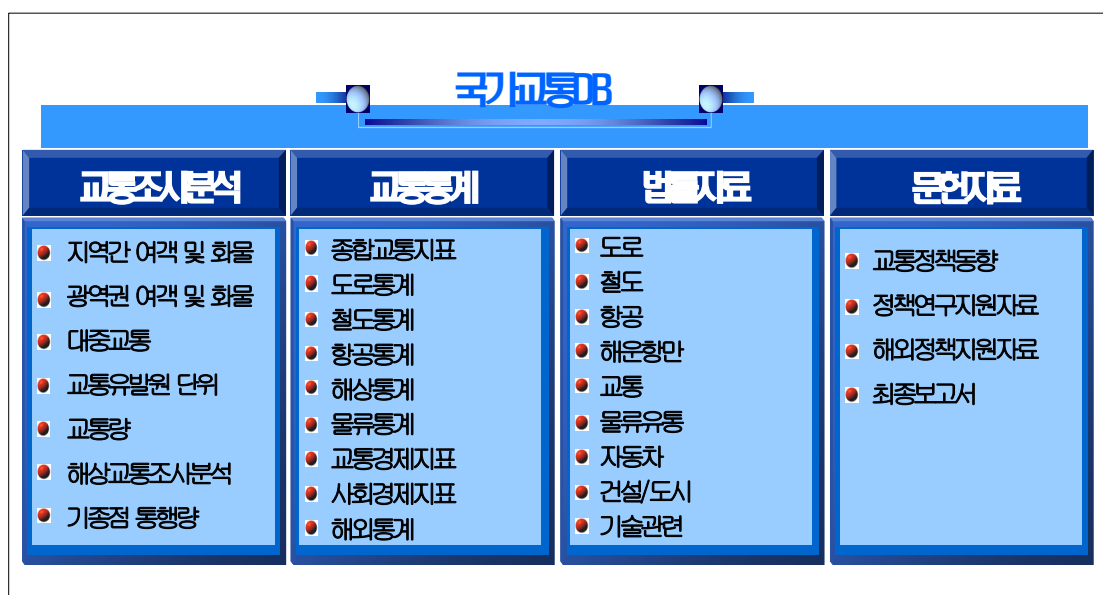 국가교통DB
교통조사분석
지역간 여객 및 화물
광역권 여객 및 화물
대중교통
교통유발원 단위
교통량
해상교통조사분석
기종점 통행량
교통통계
종합교통지표
도로통계
철도통계
항공통계
해상통계
물류통계
교통경제지표
사회경제지표
해외통계
법률자료
도로
철도
항공
해운항만
교통
물류유통
자동차
건설/도시
기술관련
문헌자료
교통정책동향
정책연구지원자료
해외정책지원자료
최종보고서